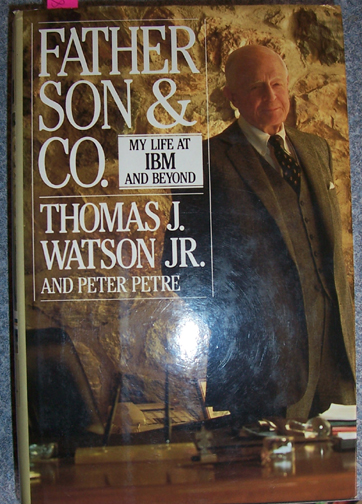 FATHER
SON &
CO.
MY LIFE AT
IBM
AND BEYOND
THOMAS J.
WATSON JR.
AND PETER PETRE